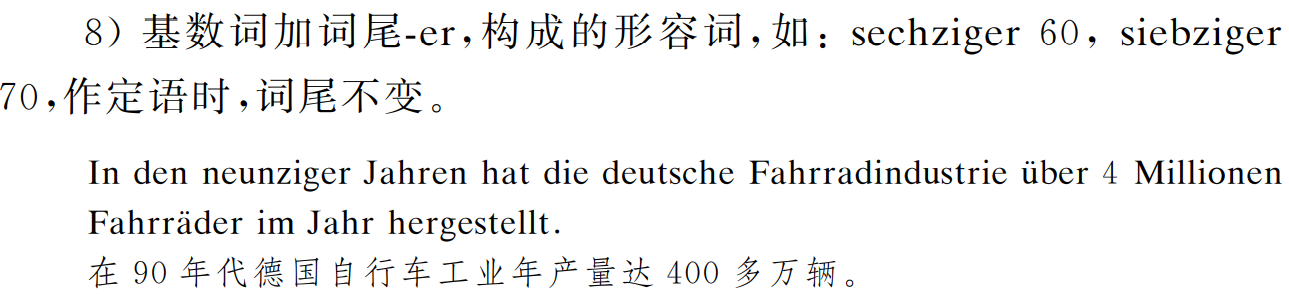 8) 基数词加词尾-er,构成的形容词,如: sechziger 60, siebziger
70,作定语时,词尾不变。
In den neunziger Jahren hat die deutsche Fahrradindustrie über 4 Millionen
Fahrräder im Jahr hergestellt.
在 90 年代德国自行车工业年产量达 400 多万辆。